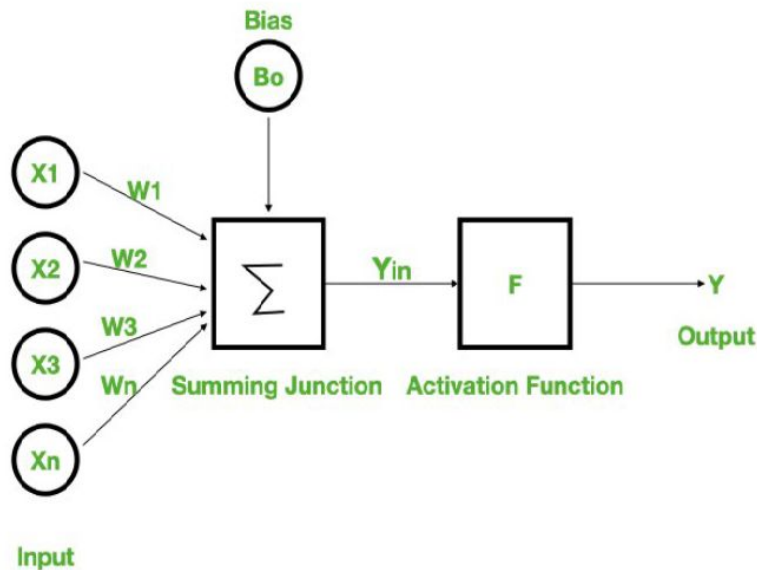 Bias
Bo
X1
W1
X2
W2
X3
W3
Xn
Wn
∑
Yin
F
Y
Output
Summing Junction
Activation Function
Input